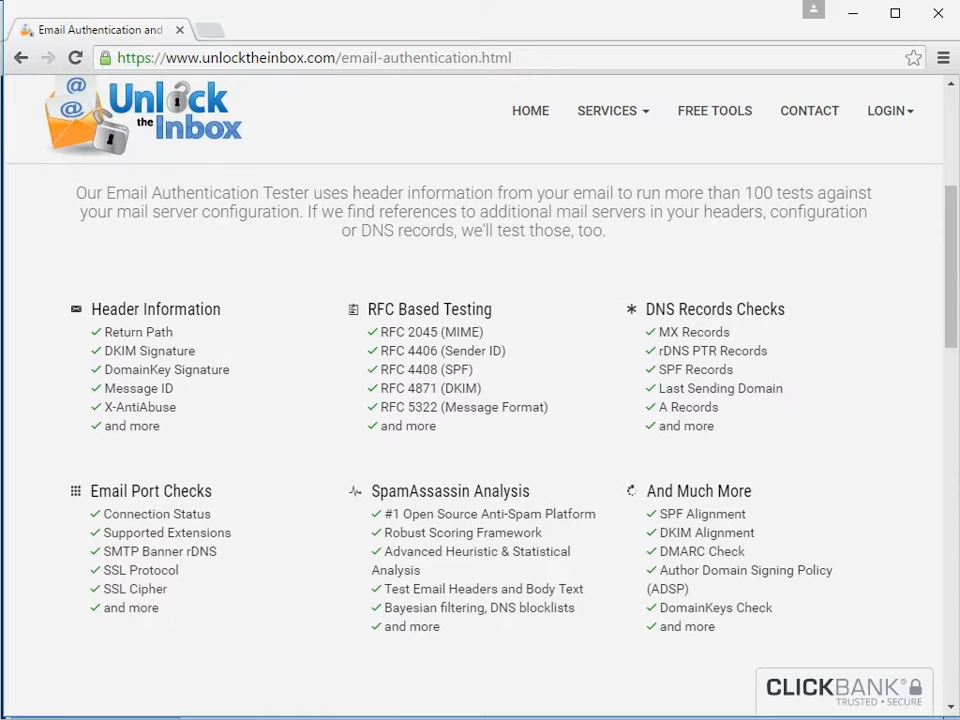 Email Authentication and
https://www.unlocktheinbox.com/email-authentication.html
Unlock
the Inbox
HOME SERVICES FREE TOOLS CONTACT LOGIN
Our Email Authentication Tester uses header information from your email to run more than 100 tests against
your mail server configuration. If we find references to additional mail servers in your headers, configuration
or DNS records, we'll test those, too.
Header Information
Return Path
DKIM Signature
DomainKey Signature
Message ID
X-AntiAbuse
and more
RFC Based Testing
RFC 2045 (MIME)
RFC 4406 (Sender ID)
RFC 4408 (SPF)
RFC 4871 (DKIM)
RFC 5322 (Message Format)
and more
DNS Records Checks
MX Records
rDNS PTR Records
SPF Records
Last Sending Domain
A Records
and more
Email Port Checks
Connection Status
Supported Extensions
SMTP Banner rDNS
SSL Protocol
SSL Cipher
and more
SpamAssassin Analysis
#1 Open Source Anti-Spam Platform
Robust Scoring Framework
Advanced Heuristic & Statistical
Analysis
Test Email Headers and Body Text
Bayesian filtering, DNS blocklists
and more
And Much More
SPF Alignment
DKIM Alignment
DMARC Check
Author Domain Signing Policy
(ADSP)
DomainKeys Check
and more
CLICKBANK®
TRUSTED • SECURE